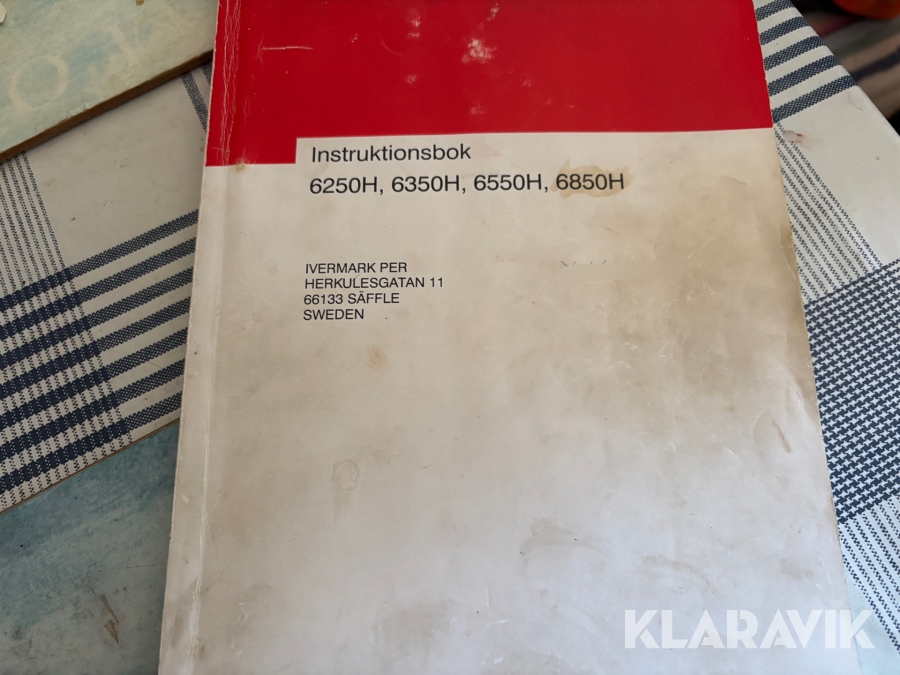 Instruktionsbok
6250H, 6350H, 6550H, 6850H
IVERMARK PER
HERKULESGATAN 11
66133 SÄFFLE
SWEDEN
KLARAVIK